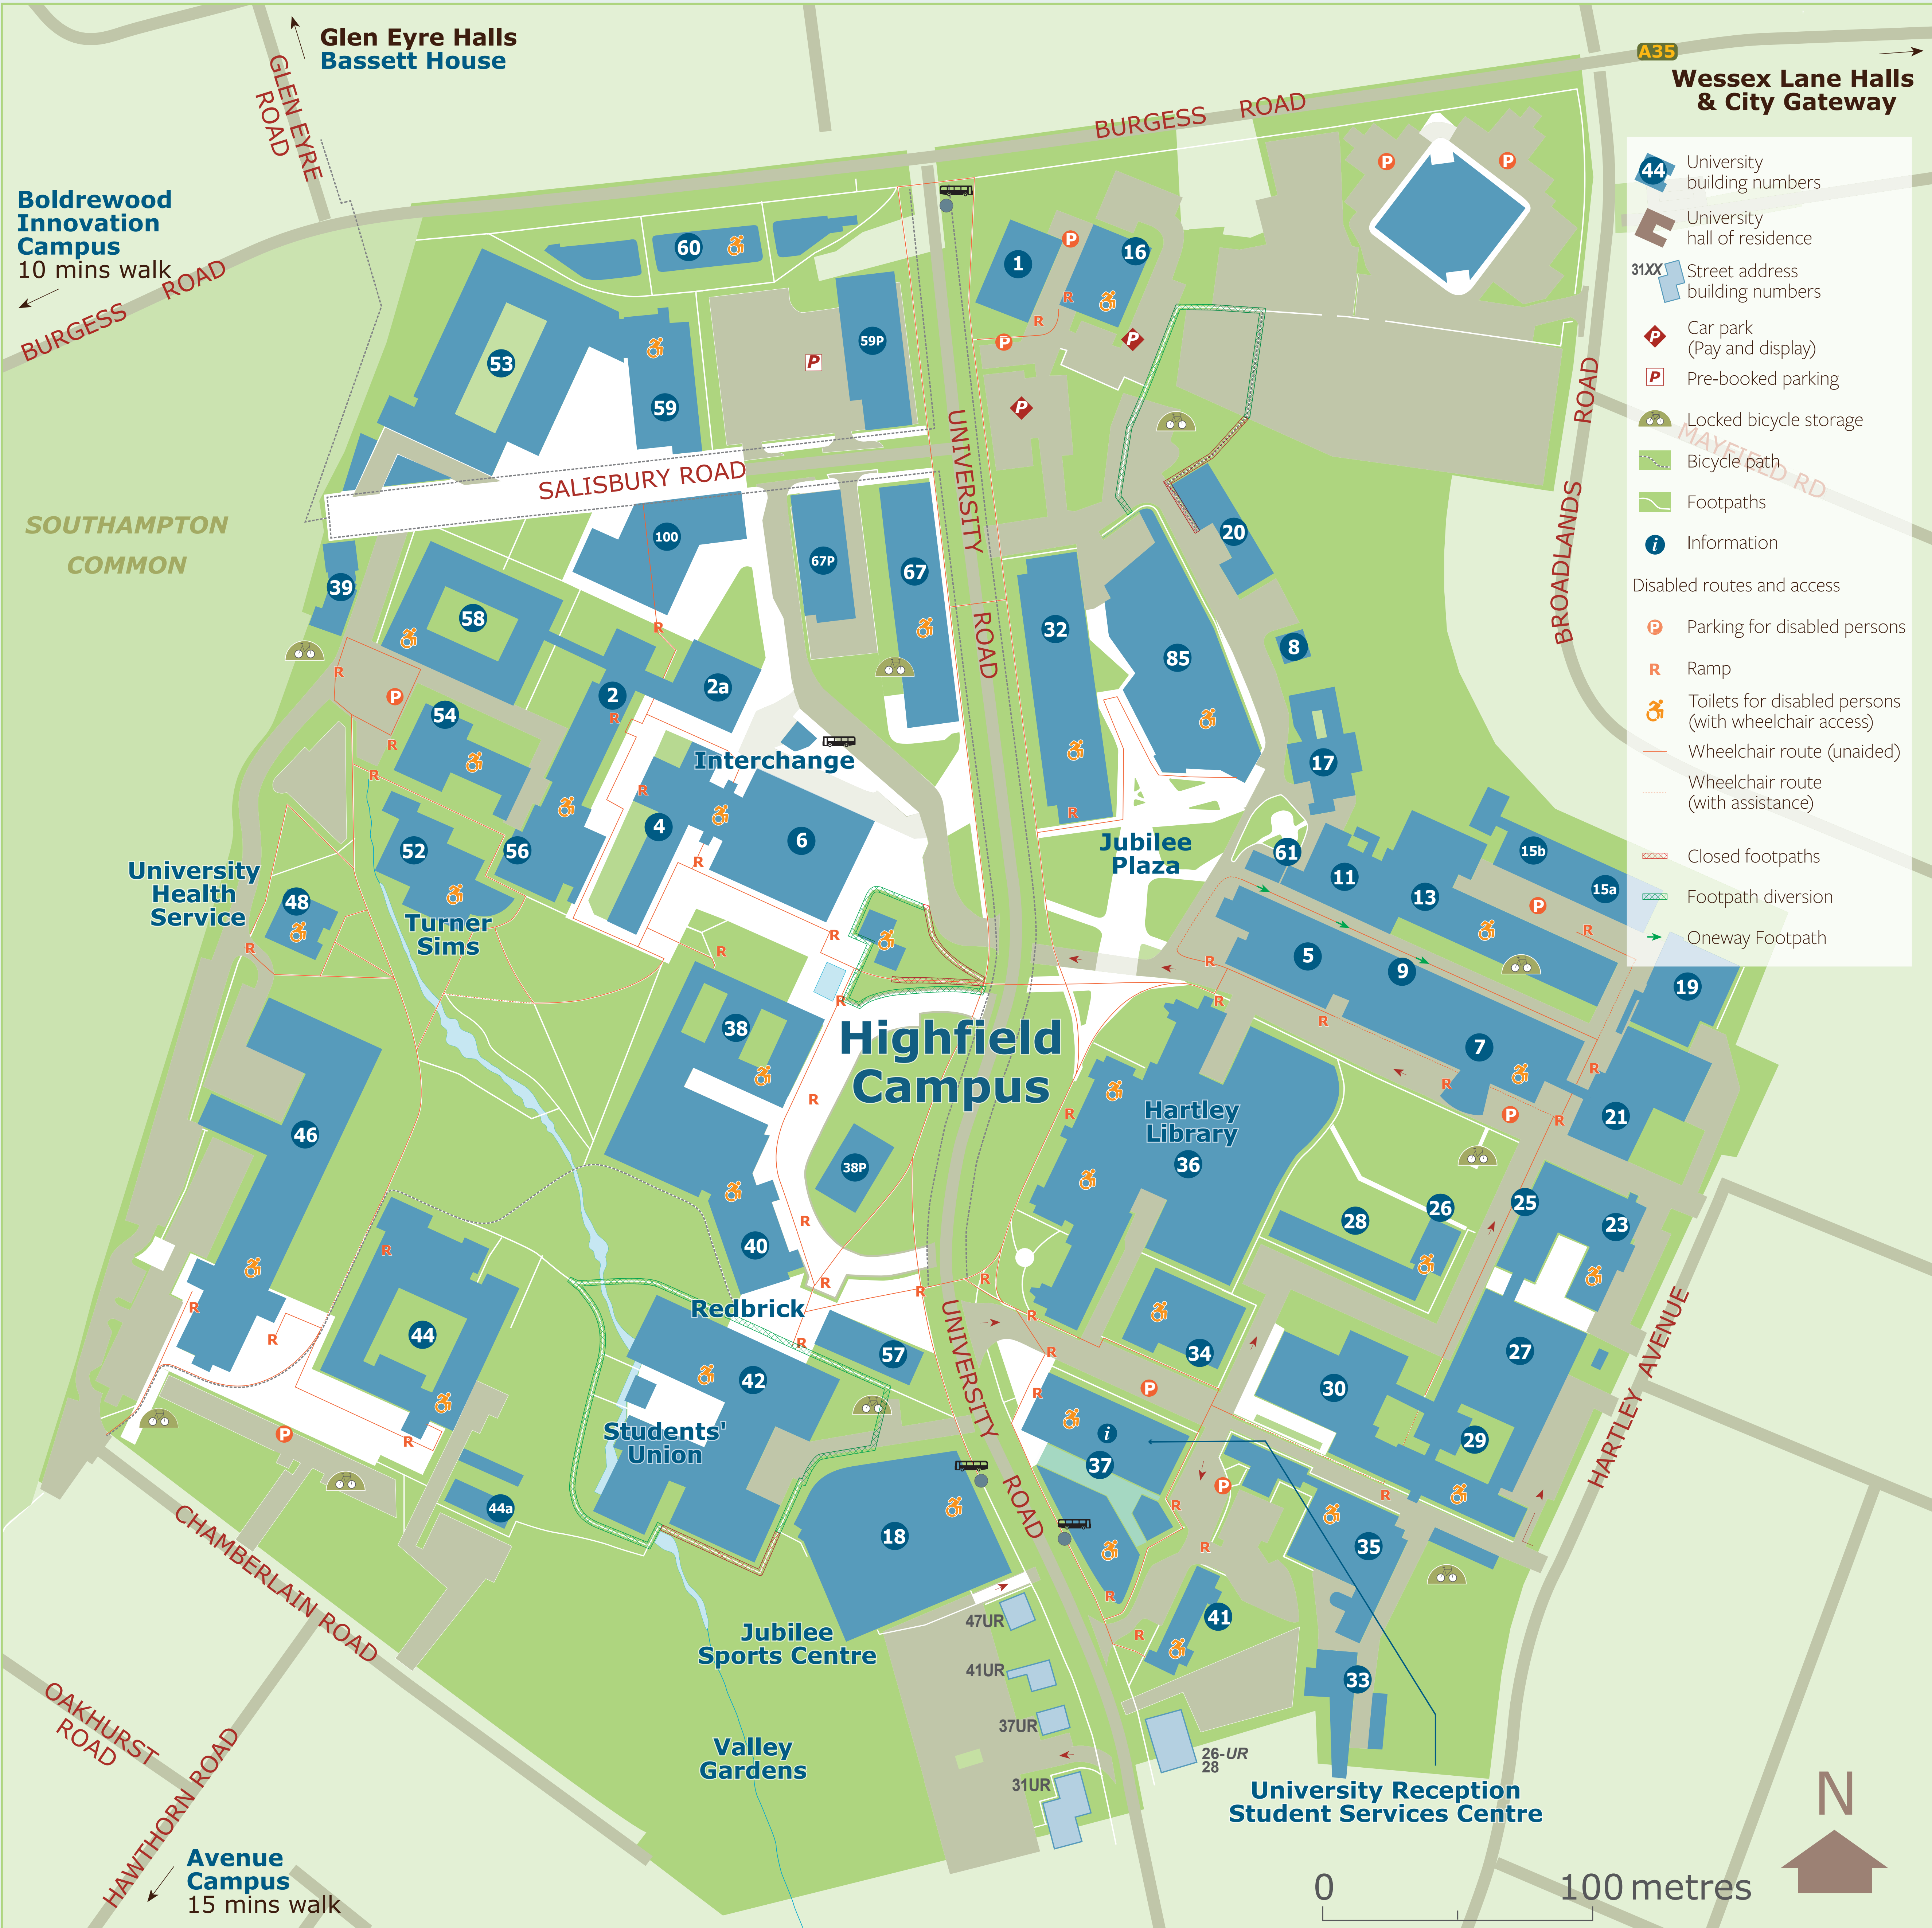 Glen Eyre Halls
Bassett House
A35
Wessex Lane Halls
& City Gateway
GLEN EYRE
ROAD
BURGESS ROAD
Boldrewood
Innovation
Campus
10 mins walk
BURGESS ROAD
44
University
building numbers
University
hall of residence
31XX
Street address
building numbers
P
Car park
(Pay and display)
P
Pre-booked parking
Locked bicycle storage
Bicycle path
Footpaths
i
Information
Disabled routes and access
P
Parking for disabled persons
R
Ramp
Toilets for disabled persons
(with wheelchair access)
Wheelchair route (unaided)
Wheelchair route
(with assistance)
Closed footpaths
Footpath diversion
Oneway Footpath
MAYFIELD RD
BROADLANDS ROAD
60
1
16
53
59
59P
P
P
P
SALISBURY ROAD
UNIVERSITY
ROAD
SOUTHAMPTON
COMMON
100
67P
67
20
39
58
32
85
8
2
2a
54
17
Interchange
4
6
52
56
Jubilee
Plaza
61
11
13
15b
15a
University
Health
Service
48
Turner
Sims
5
9
19
38
Highfield
Campus
7
21
46
Hartley
Library
36
38P
40
28
26
25
23
Redbrick
44
42
57
34
30
27
UNIVERSITY
ROAD
Students'
Union
i
37
29
HARTLEY AVENUE
44a
18
35
CHAMBERLAIN ROAD
47UR
41
Jubilee
Sports Centre
41UR
33
OAKHURST
ROAD
37UR
Valley
Gardens
26-UR
28
31UR
University Reception
Student Services Centre
HAWTHORN ROAD
Avenue
Campus
15 mins walk
N
0
100 metres